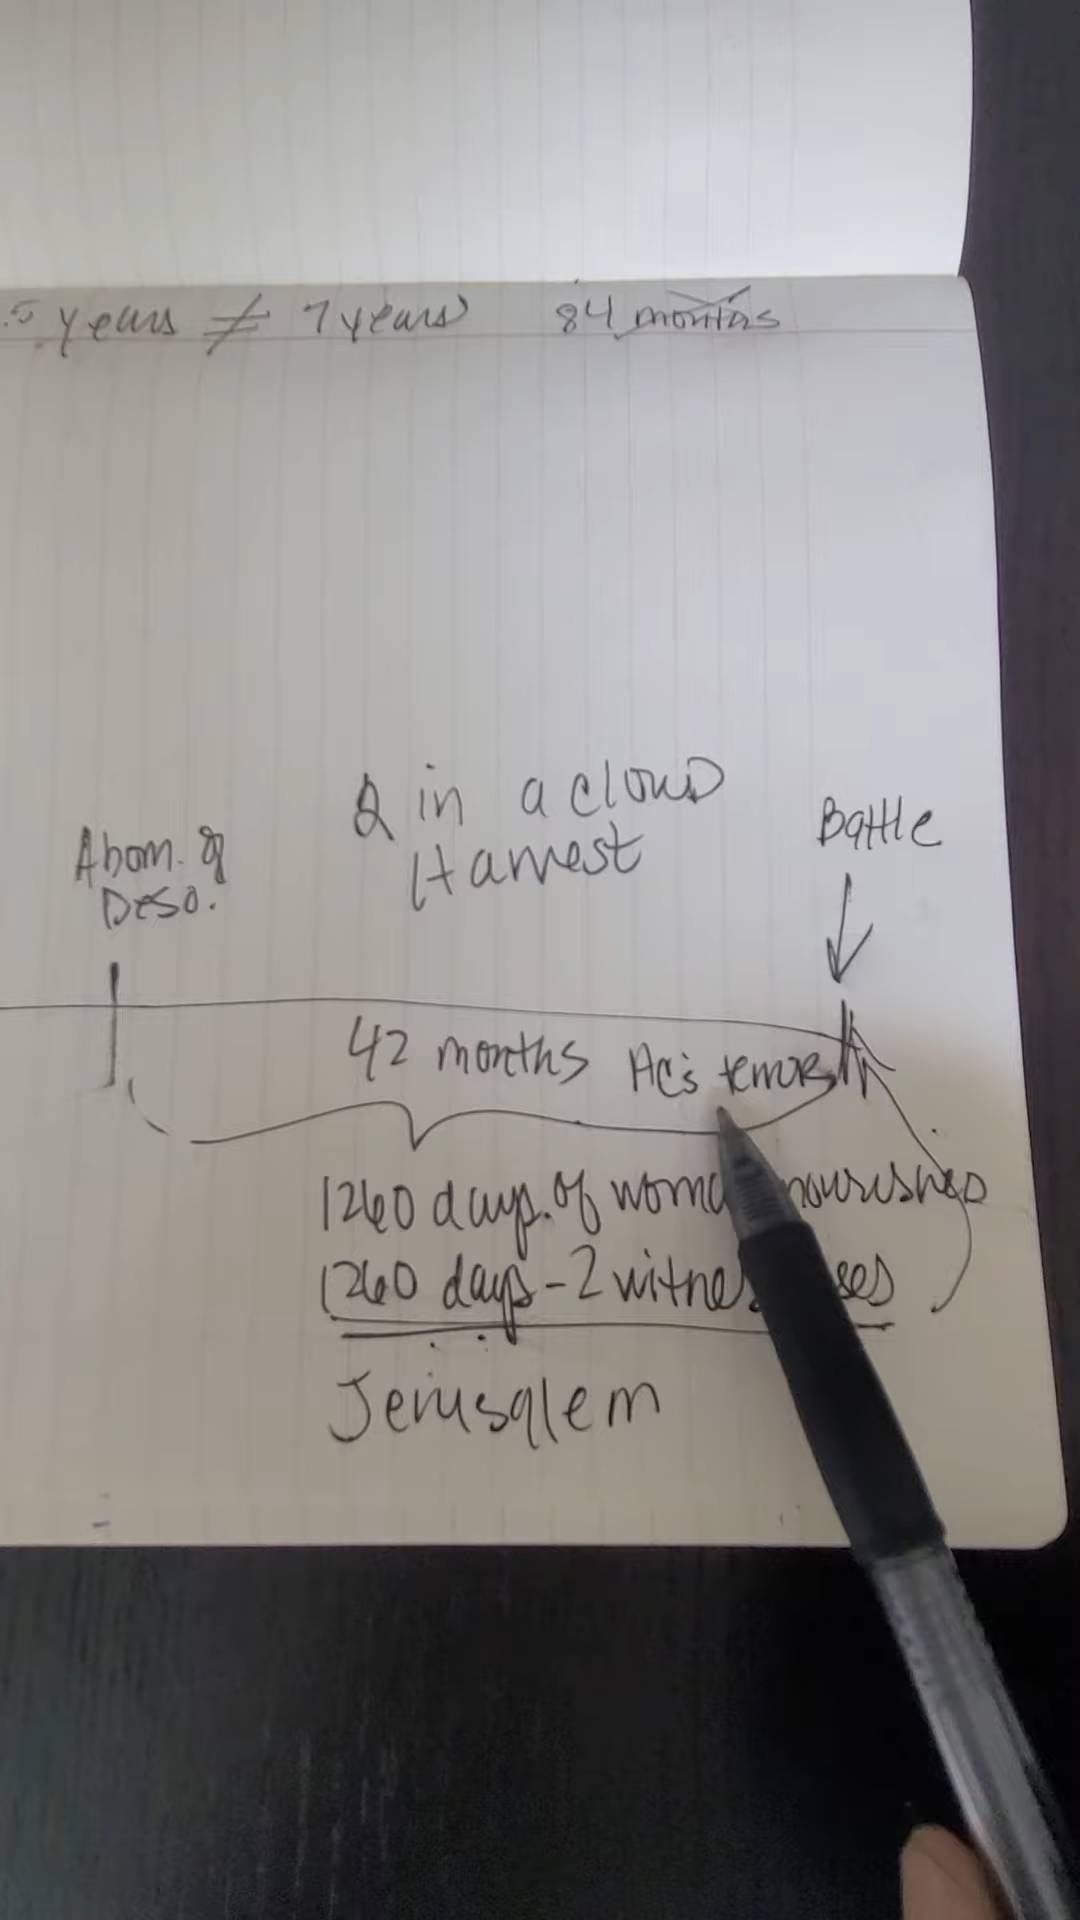 .5 years ≠ 7 years 84 months
in a cloud
Harvest
Battle
Abom. of
Deso.
42 months AC's terror
1260 days of woman nourished
1260 days - 2 witnesses
Jerusalem